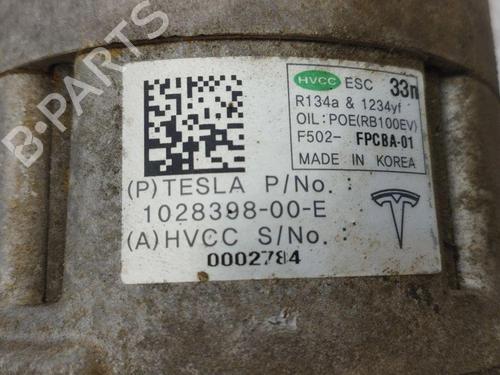 B-PARTS
HVCC ESC 33n
R134a & 1234yf
OIL:POE(RB100EV)
F502- FPCBA-01
MADE IN KOREA
(P)TESLA P/No.:
1028398-00-E
(A)HVCC S/No.:
0002784